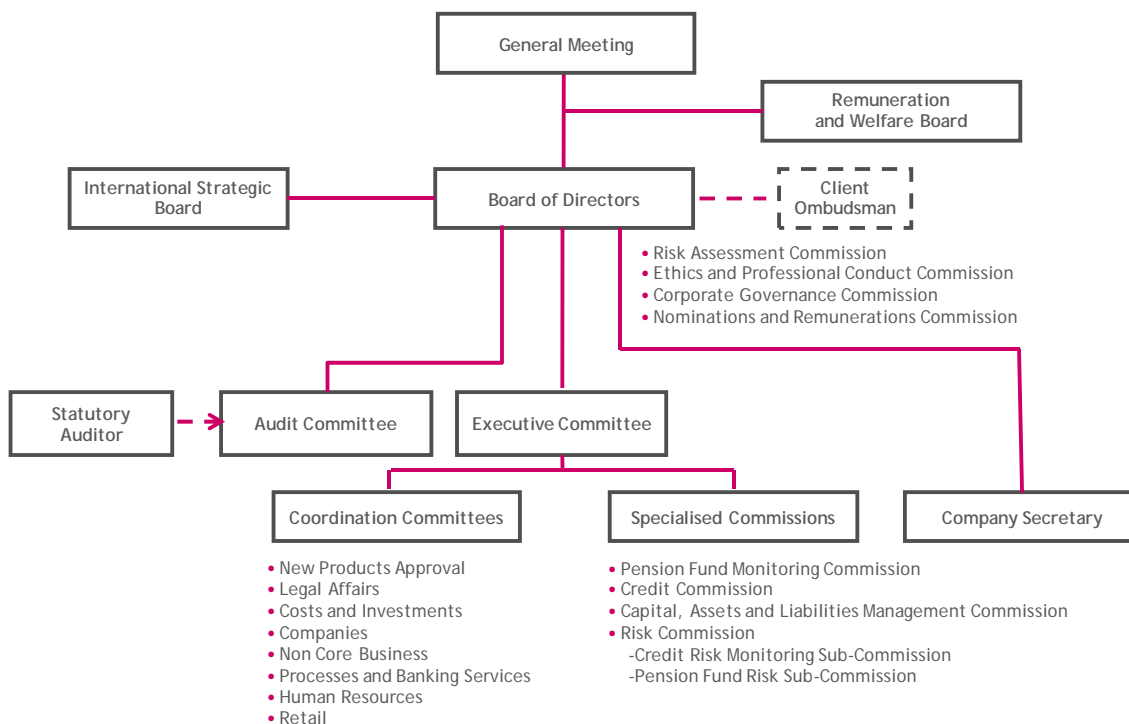 General Meeting
Remuneration
and Welfare Board
International Strategic
Board
Board of Directors
Client
Ombudsman
• Risk Assessment Commission
• Ethics and Professional Conduct Commission
• Corporate Governance Commission
• Nominations and Remunerations Commission
Statutory
Auditor
Audit Committee
Executive Committee
Coordination Committees
Specialised Commissions
Company Secretary
• New Products Approval
• Legal Affairs
• Costs and Investments
• Companies
• Non Core Business
• Processes and Banking Services
• Human Resources
• Retail
• Pension Fund Monitoring Commission
• Credit Commission
• Capital, Assets and Liabilities Management Commission
• Risk Commission
-Credit Risk Monitoring Sub-Commission
-Pension Fund Risk Sub-Commission